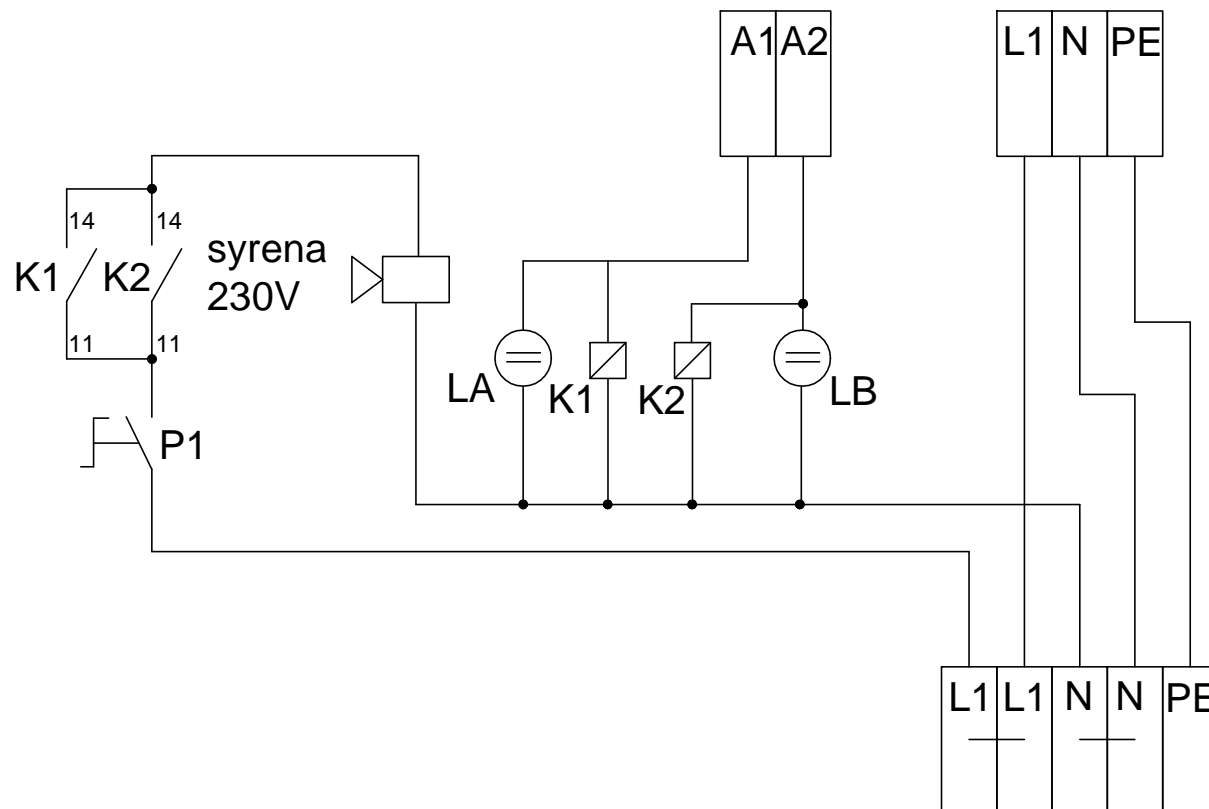 A1 A2
L1 N PE
14
14
K1
K2
syrena
230V
11
11
LA
K1
K2
LB
P1
L1 L1 N N PE